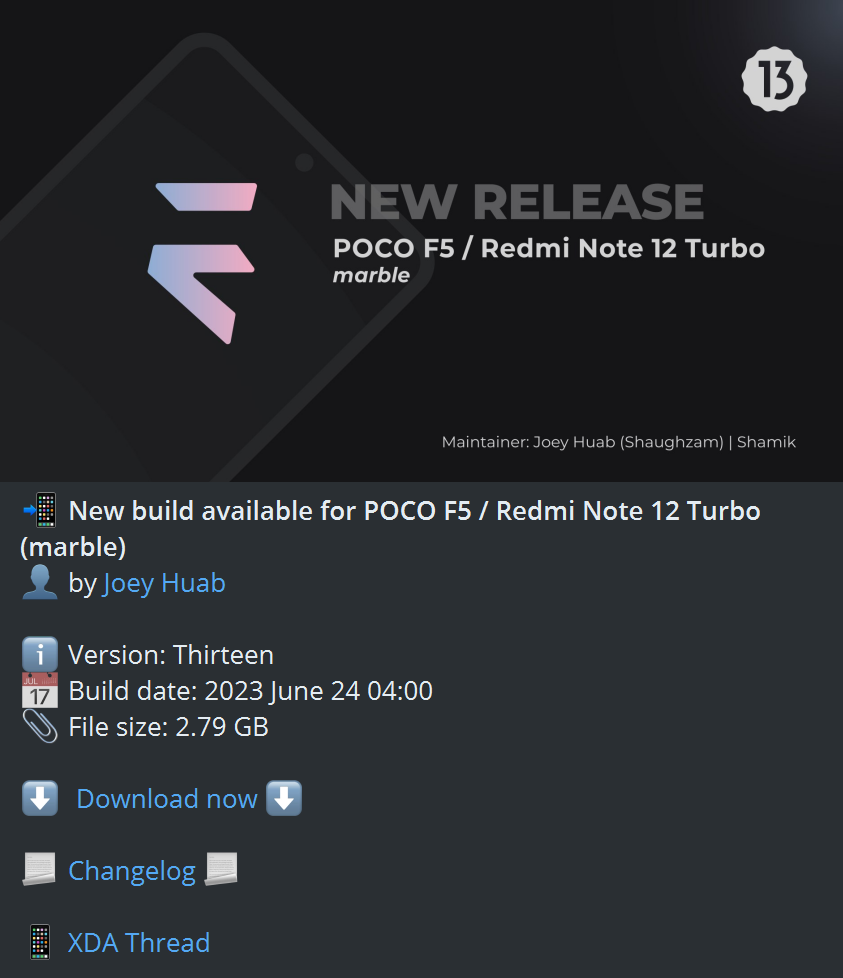 13
NEW RELEASE
POCO F5 / Redmi Note 12 Turbo
marble
Maintainer: Joey Huab (Shaughzam) | Shamik
📲 New build available for POCO F5 / Redmi Note 12 Turbo
(marble)
👤 by Joey Huab
ℹ️ Version: Thirteen
📅 Build date: 2023 June 24 04:00
📎 File size: 2.79 GB
⬇️ Download now ⬇️
📃 Changelog 📃
📱 XDA Thread